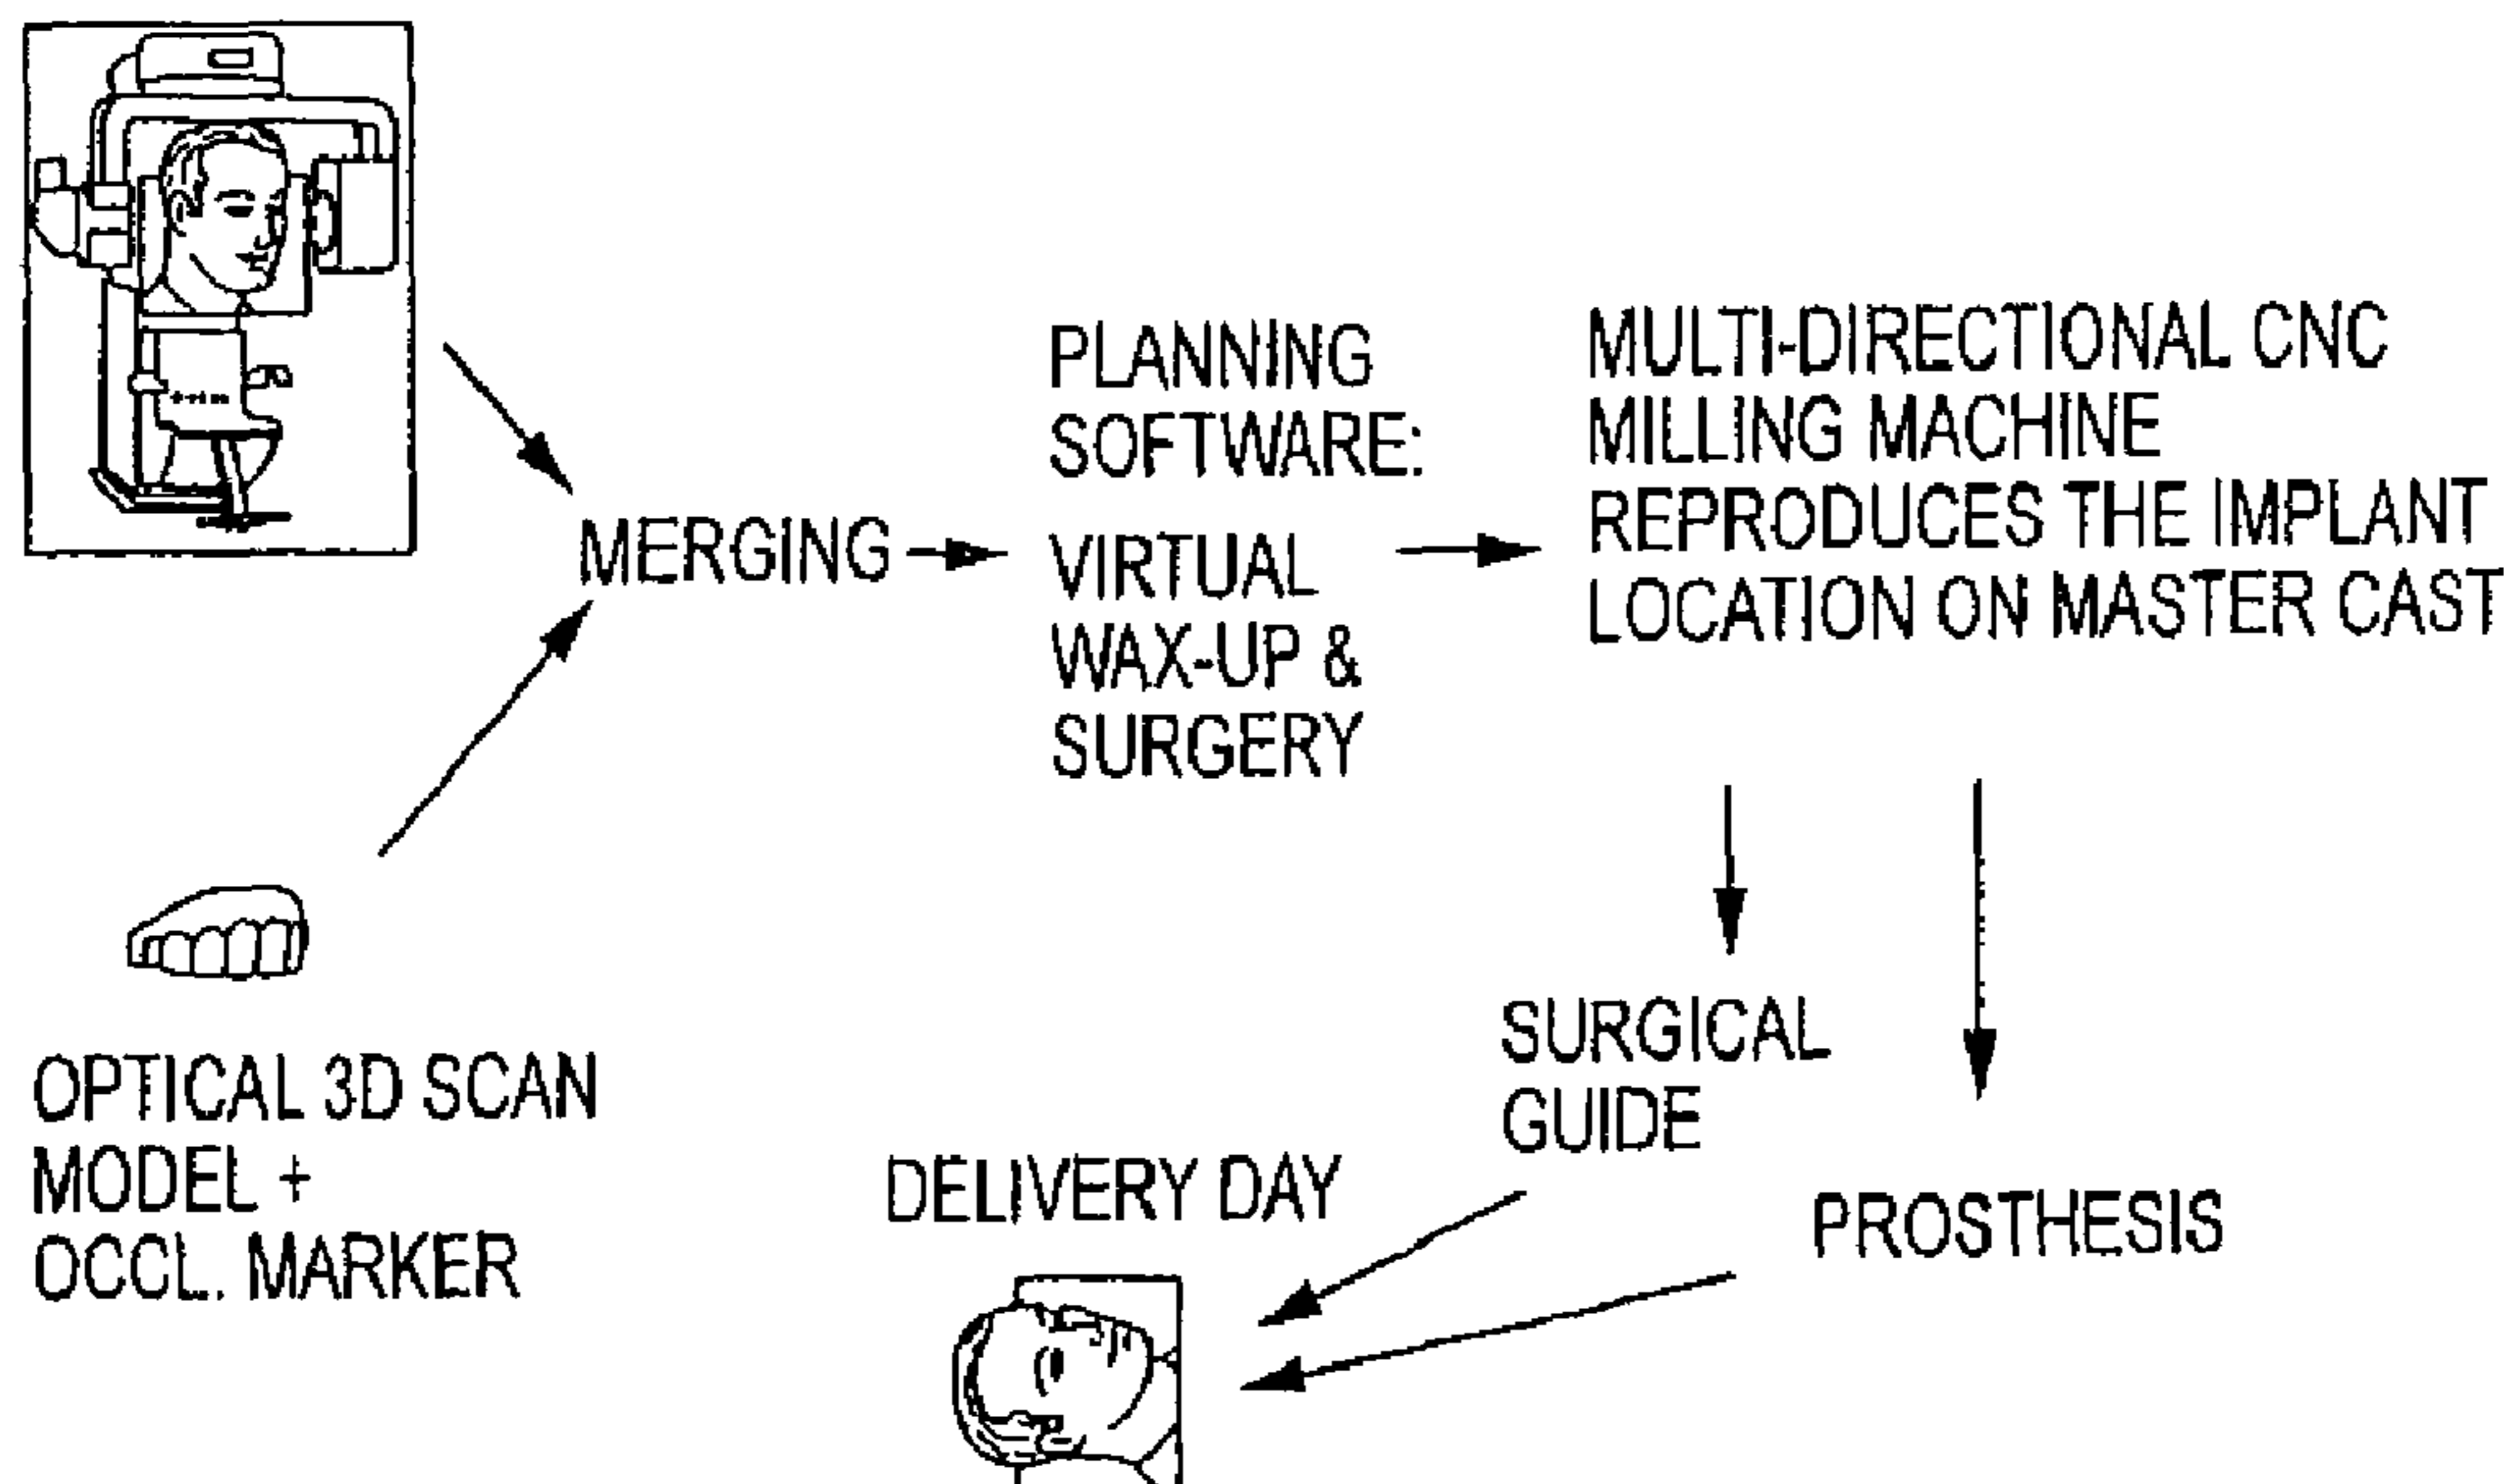 PLANNING
SOFTWARE:
VIRTUAL
WAX-UP &
SURGERY
MULTI-DIRECTIONAL CNC
MILLING MACHINE
REPRODUCES THE IMPLANT
LOCATION ON MASTER CAST
MERGING
OPTICAL 3D SCAN
MODEL +
OCCL. MARKER
SURGICAL
GUIDE
PROSTHESIS
DELIVERY DAY